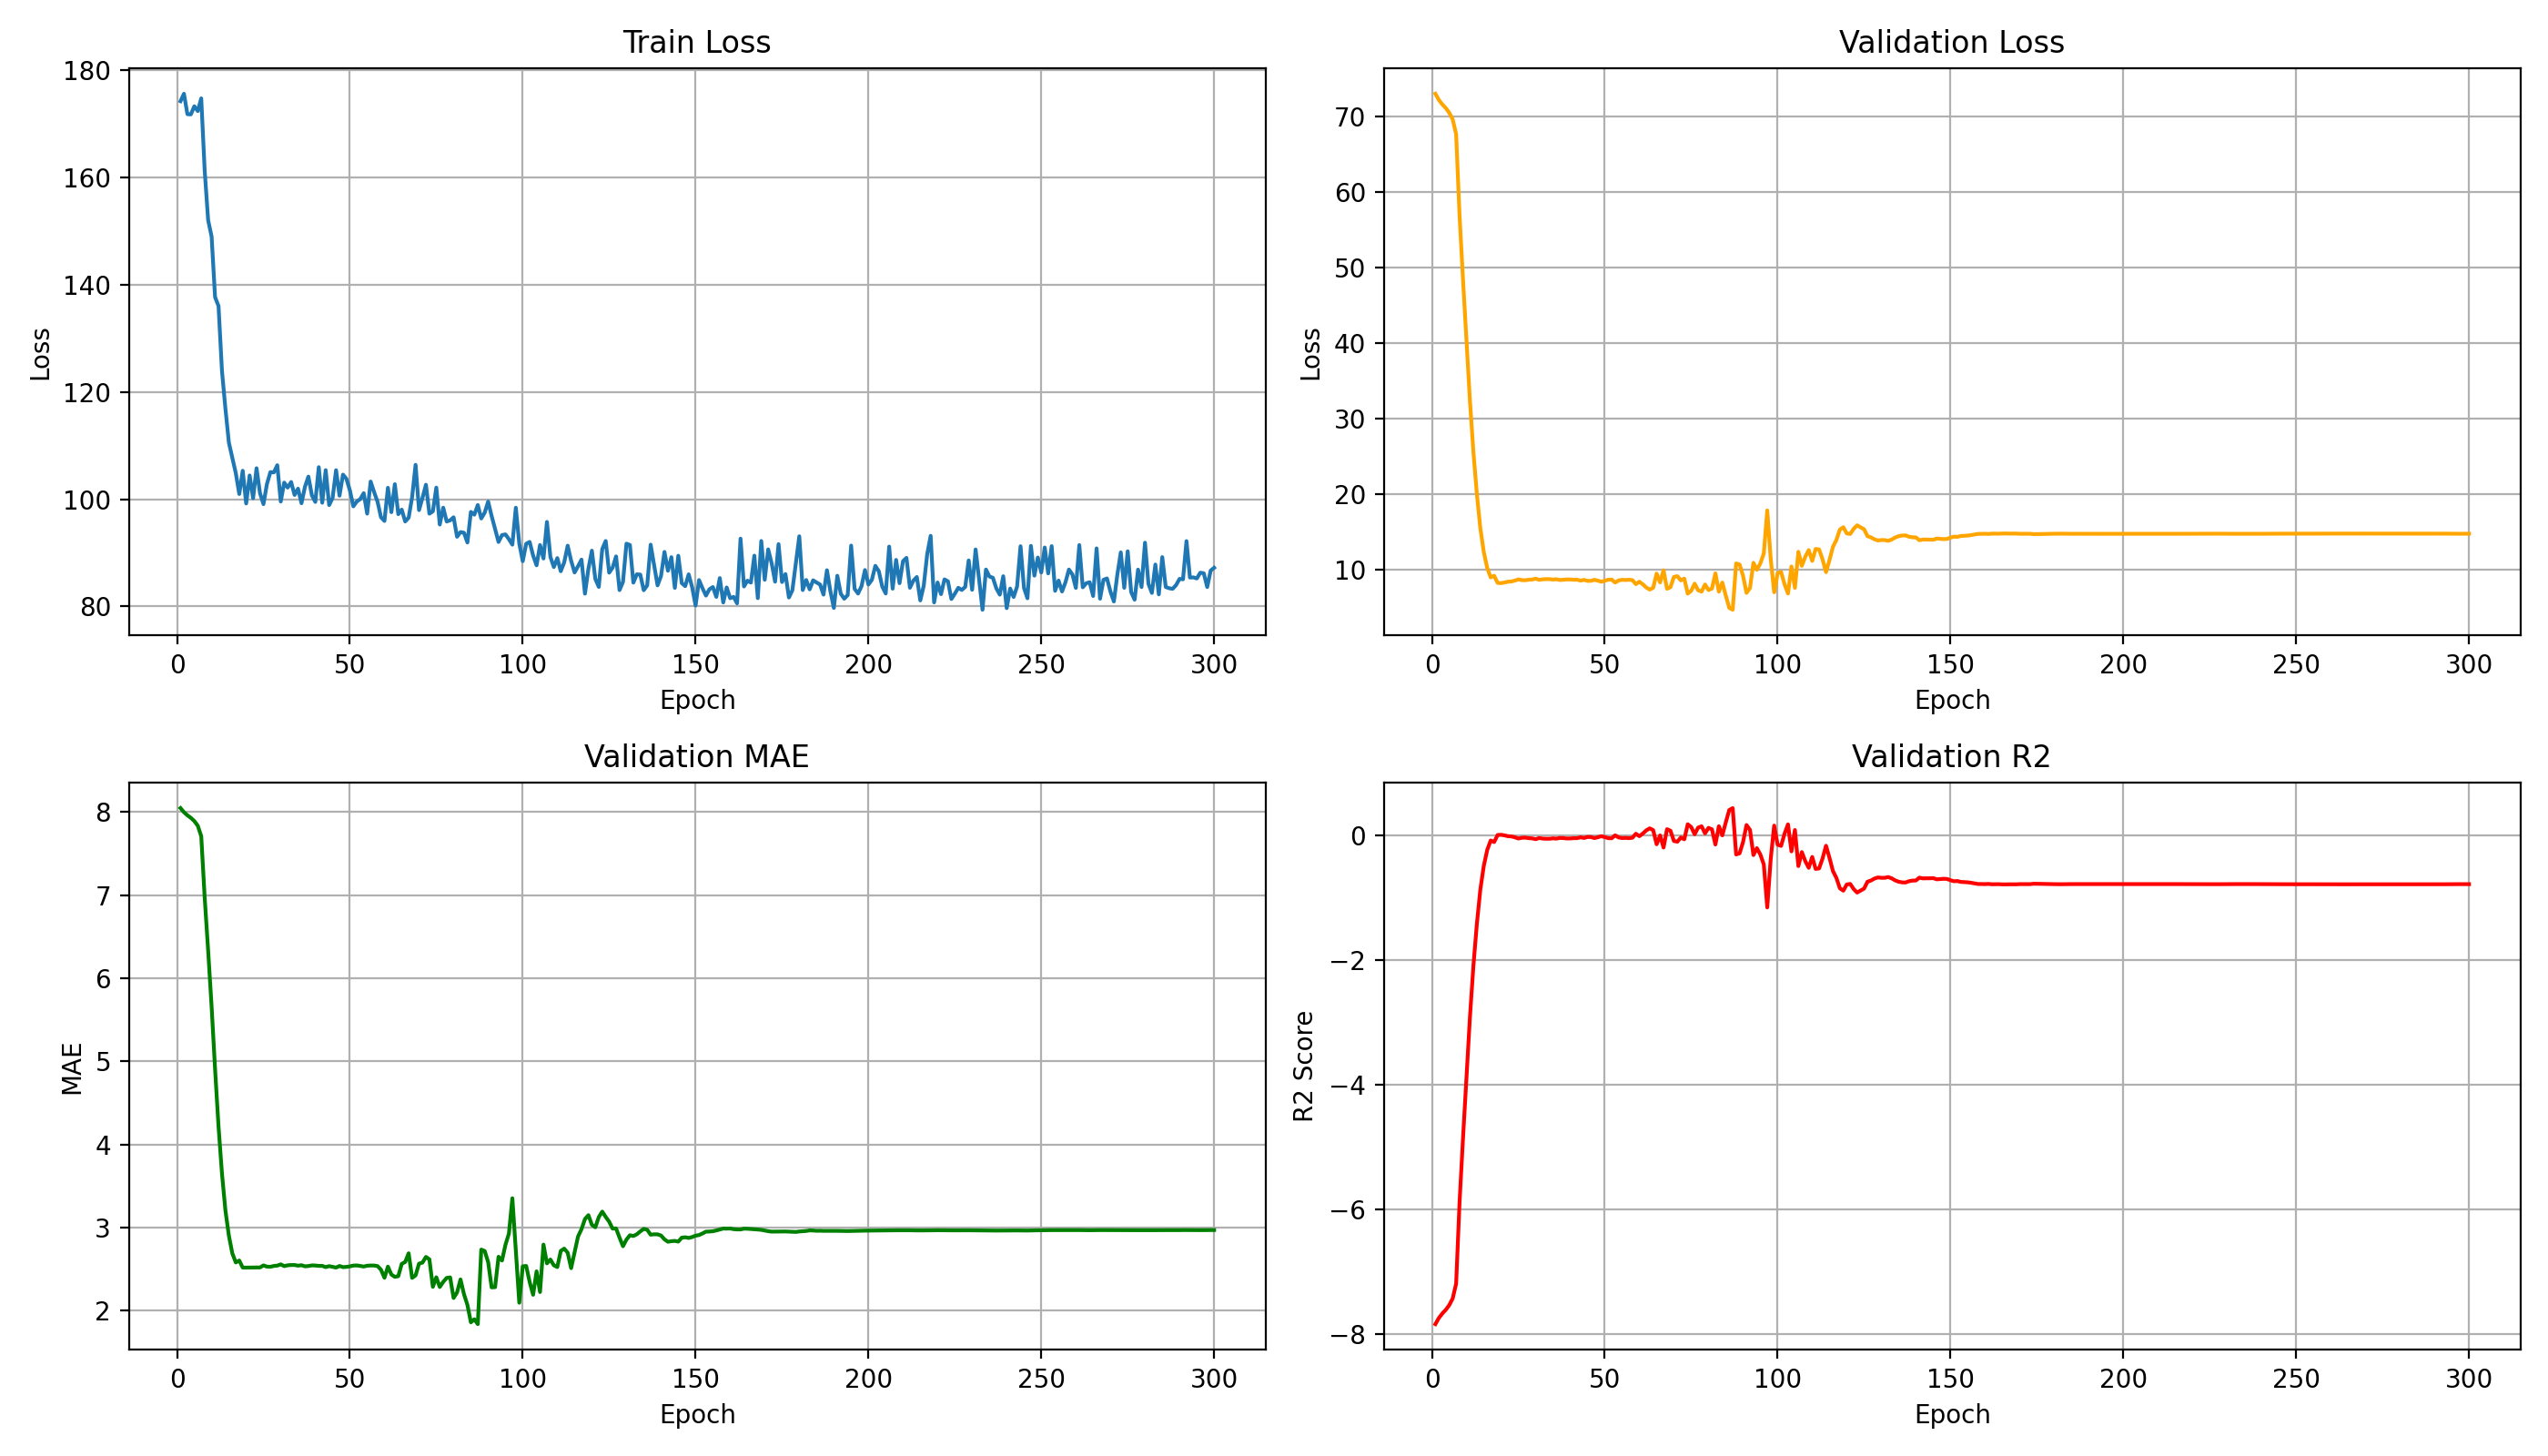 Train Loss
180
160
140
120
100
80
Loss
0 50 100 150 200 250 300
Epoch
Validation Loss
70
60
50
40
30
20
10
Loss
0 50 100 150 200 250 300
Epoch
Validation MAE
8
7
6
5
4
3
2
MAE
0 50 100 150 200 250 300
Epoch
Validation R2
0
−2
−4
−6
−8
R2 Score
0 50 100 150 200 250 300
Epoch